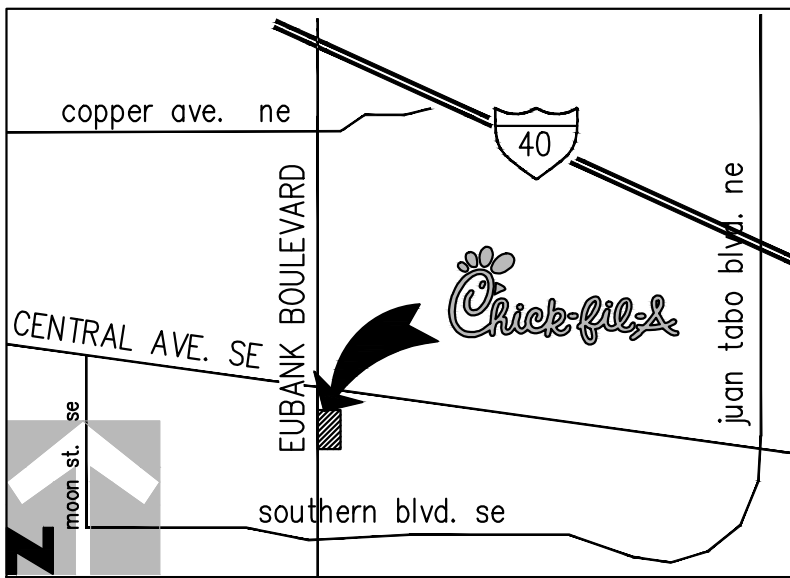 copper ave. ne
40
EUBANK BOULEVARD
juan tabo blvd. ne
Chick-fil-A
CENTRAL AVE. SE
moon st. se
southern blvd. se
N